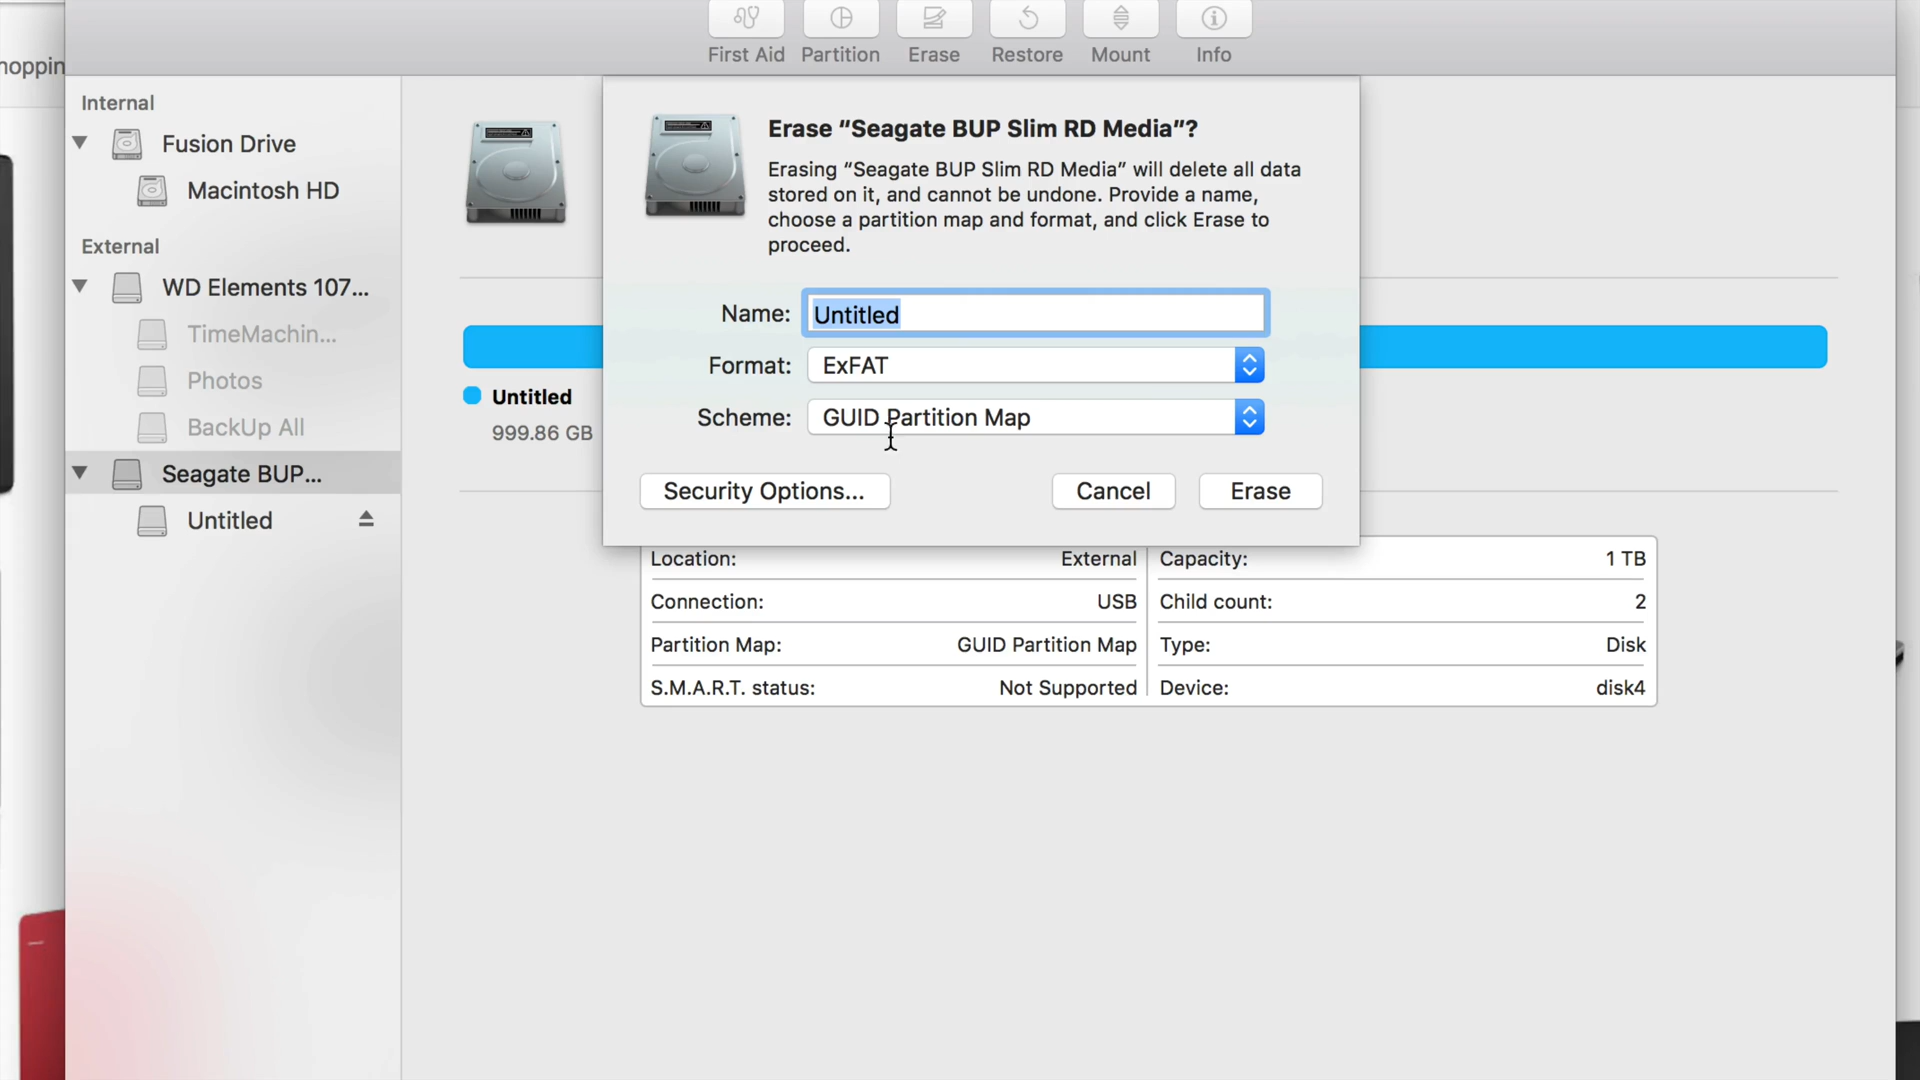 hoppin
First Aid
Partition
Erase
Restore
Mount
Info
Internal
Fusion Drive
Macintosh HD
External
WD Elements 107...
TimeMachin...
Photos
BackUp All
Seagate BUP...
Untitled
Untitled
999.86 GB
Erase “Seagate BUP Slim RD Media”?
Erasing “Seagate BUP Slim RD Media” will delete all data
stored on it, and cannot be undone. Provide a name,
choose a partition map and format, and click Erase to
proceed.
Name: Untitled
Format: ExFAT
Scheme: GUID Partition Map
Security Options...
Cancel
Erase
Location: External
Capacity: 1 TB
Connection: USB
Child count: 2
Partition Map: GUID Partition Map
Type: Disk
S.M.A.R.T. status: Not Supported
Device: disk4